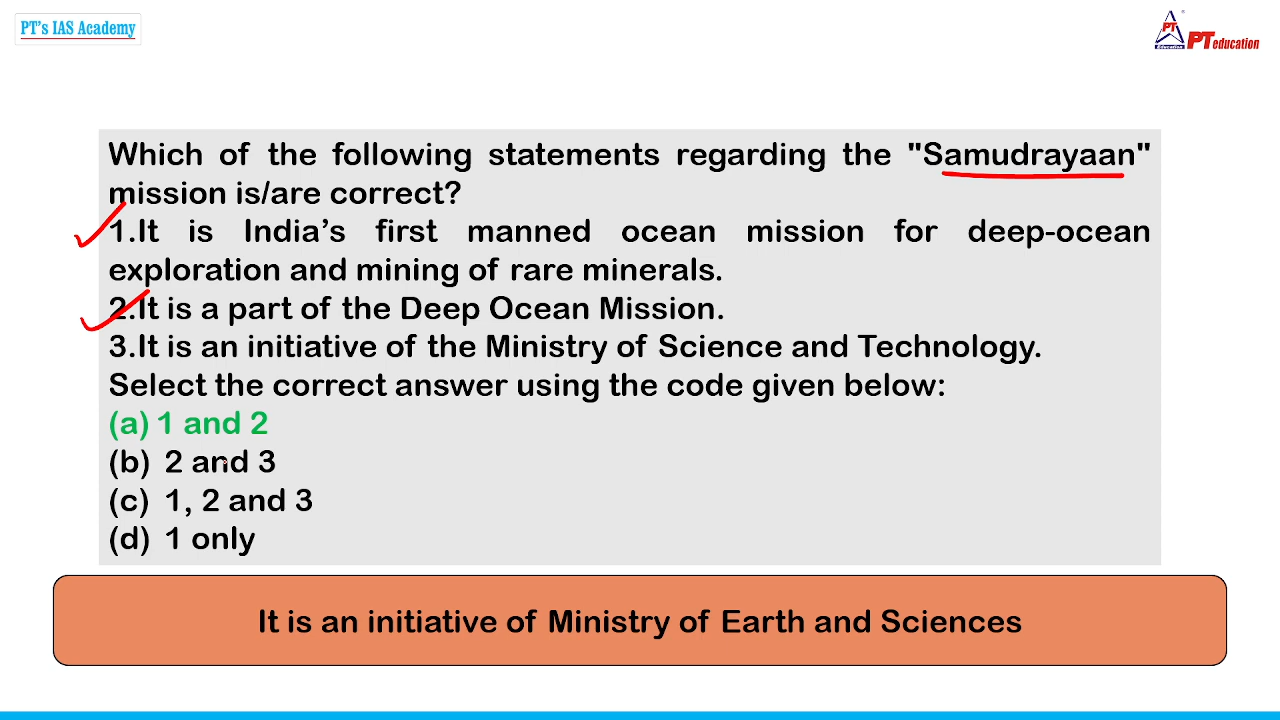 PT's IAS Academy
PT
Education
PT education
Which of the following statements regarding the "Samudrayaan"
mission is/are correct?
1.It is India's first manned ocean mission for deep-ocean
exploration and mining of rare minerals.
2.It is a part of the Deep Ocean Mission.
3.It is an initiative of the Ministry of Science and Technology.
Select the correct answer using the code given below:
(a) 1 and 2
(b) 2 and 3
(c) 1, 2 and 3
(d) 1 only
It is an initiative of Ministry of Earth and Sciences